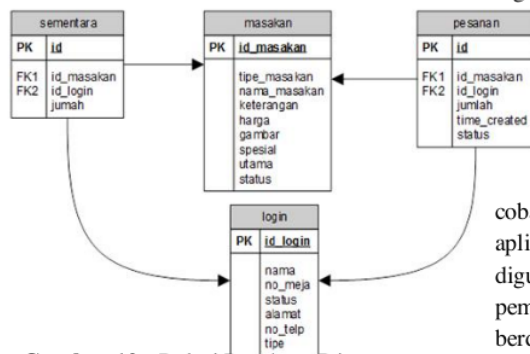 sementara
PK id
FK1 id_masakan
FK2 id_login
jumah
masakan
PK id_masakan
tipe_masakan
nama_masakan
keterangan
harga
gambar
spesial
utama
status
pesanan
PK id
FK1 id_masakan
FK2 id_login
jumlah
time_created
status
login
PK id_login
nama
no_meja
status
alamat
no_telp
tipe
cob
apli
digu
pem
berd